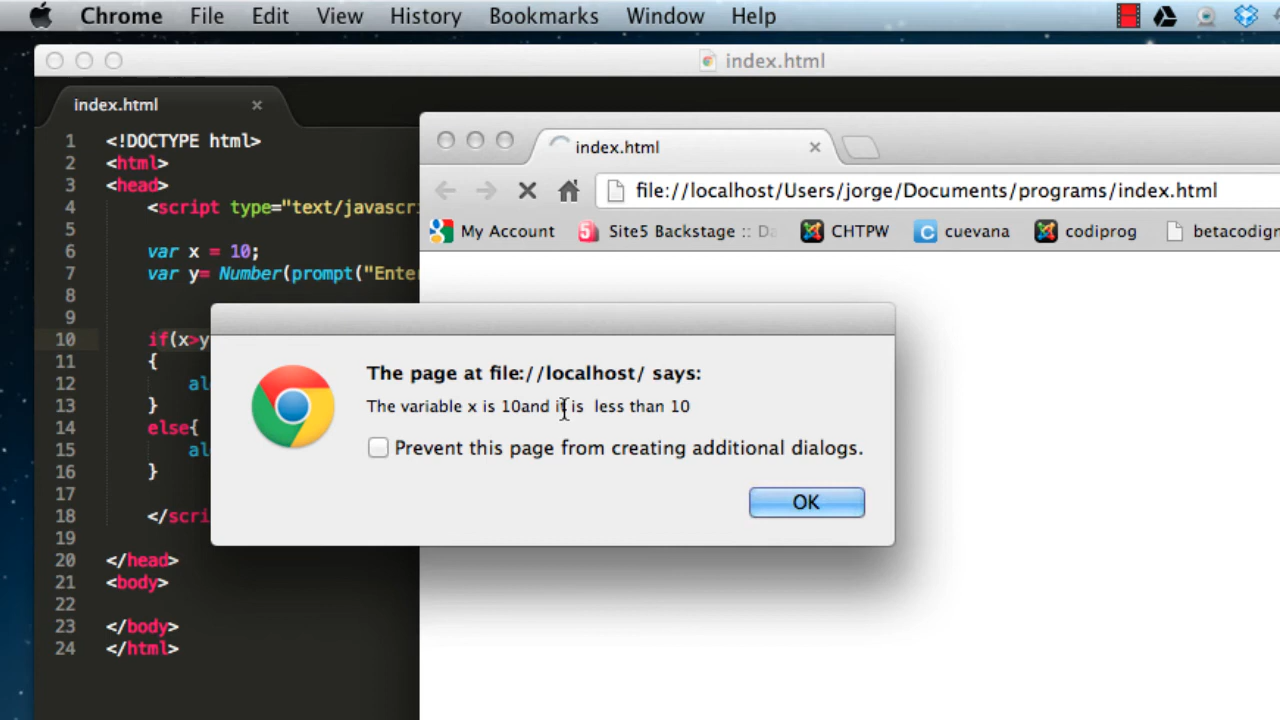 Chrome File Edit View History Bookmarks Window Help
index.html
index.html
1 <!DOCTYPE html>
2 <html>
3 <head>
4 <script type="text/javascri
5
6 var x = 10;
7 var y= Number(prompt("Ente
8
9
10 if(x>y
11 {
12 al
13 }
14 else{
15 al
16 }
17
18 </scri
19
20 </head>
21 <body>
22
23 </body>
24 </html>
index.html
file://localhost/Users/jorge/Documents/programs/index.html
My Account Site5 Backstage :: Da CHTPW cuevana codiprog betacodign
The page at file://localhost/ says:
The variable x is 10and it is less than 10
Prevent this page from creating additional dialogs.
OK